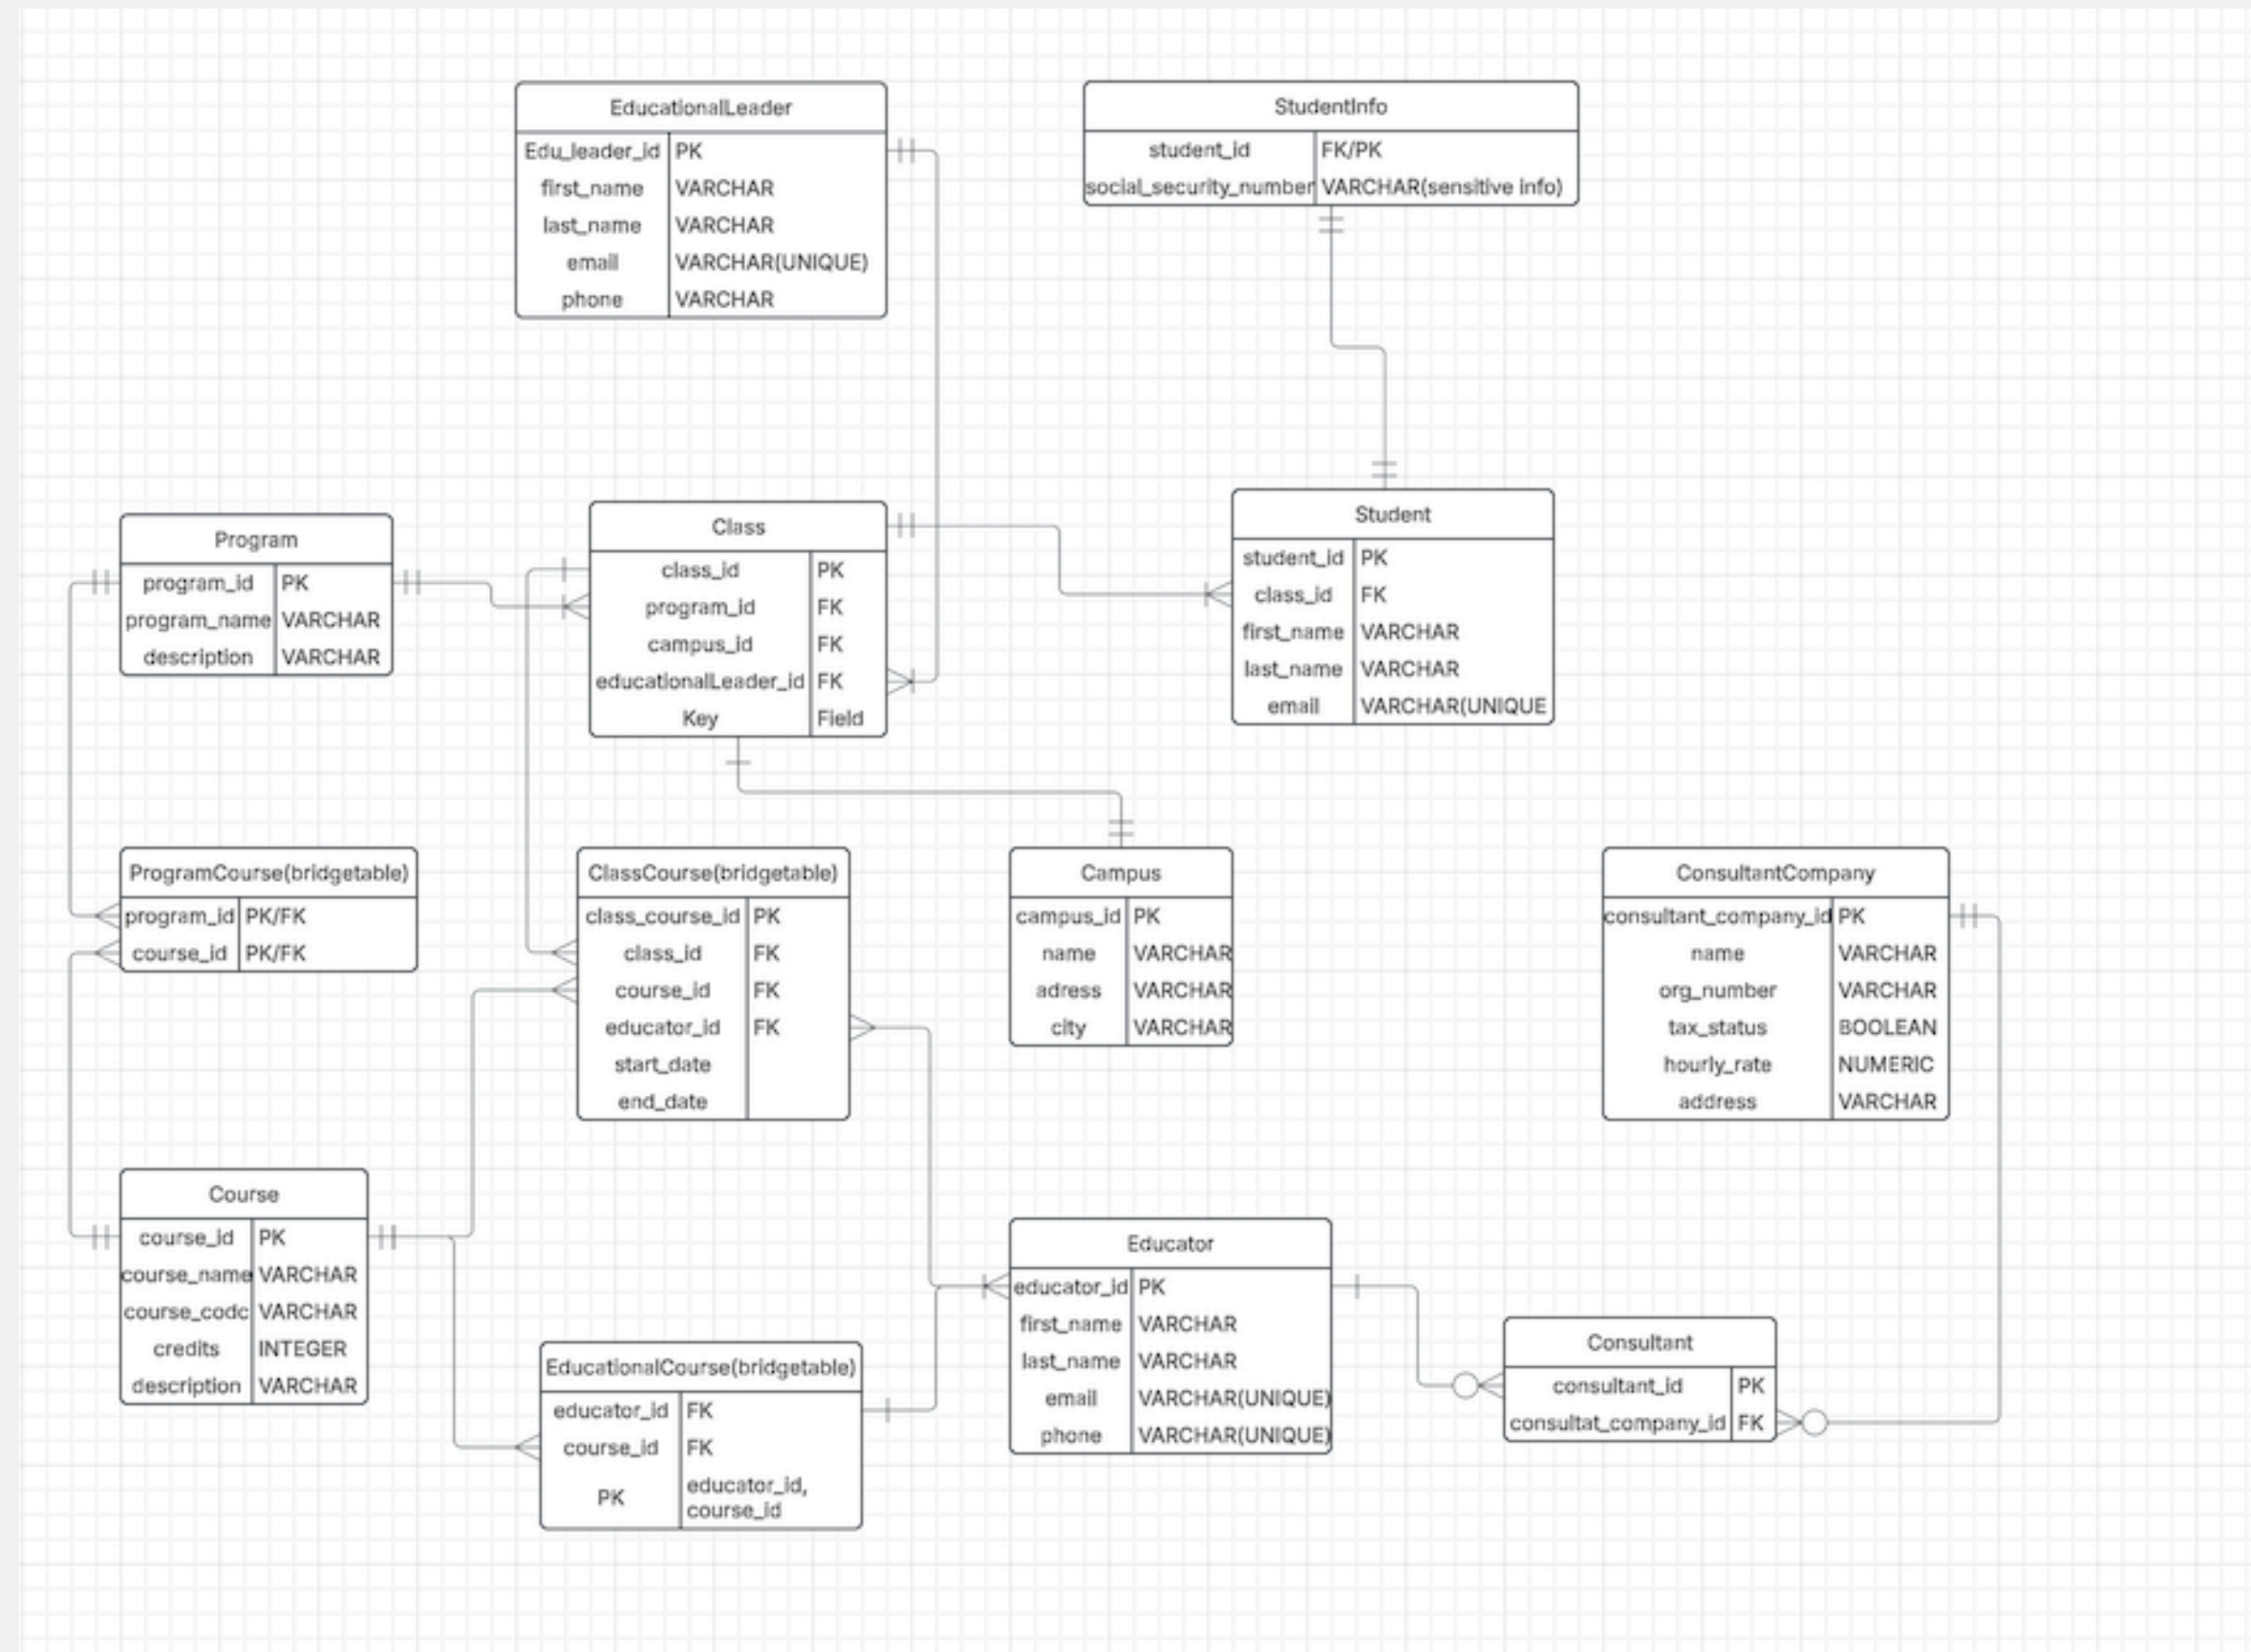 EducationalLeader
Edu_leader_id PK
first_name VARCHAR
last_name VARCHAR
email VARCHAR(UNIQUE)
phone VARCHAR
StudentInfo
student_id FK/PK
social_security_number VARCHAR(sensitive info)
Program
program_id PK
program_name VARCHAR
description VARCHAR
Class
class_id PK
program_id FK
campus_id FK
educationalLeader_id FK
Key Field
Student
student_id PK
class_id FK
first_name VARCHAR
last_name VARCHAR
email VARCHAR(UNIQUE
ProgramCourse(bridgetable)
program_id PK/FK
course_id PK/FK
ClassCourse(bridgetable)
class_course_id PK
class_id FK
course_id FK
educator_id FK
start_date
end_date
Campus
campus_id PK
name VARCHAR
adress VARCHAR
city VARCHAR
ConsultantCompany
consultant_company_id PK
name VARCHAR
org_number VARCHAR
tax_status BOOLEAN
hourly_rate NUMERIC
address VARCHAR
Course
course_id PK
course_name VARCHAR
course_codc VARCHAR
credits INTEGER
description VARCHAR
EducationalCourse(bridgetable)
educator_id FK
course_id FK
PK educator_id,
course_id
Educator
educator_id PK
first_name VARCHAR
last_name VARCHAR
email VARCHAR(UNIQUE)
phone VARCHAR(UNIQUE)
Consultant
consultant_id PK
consultat_company_id FK